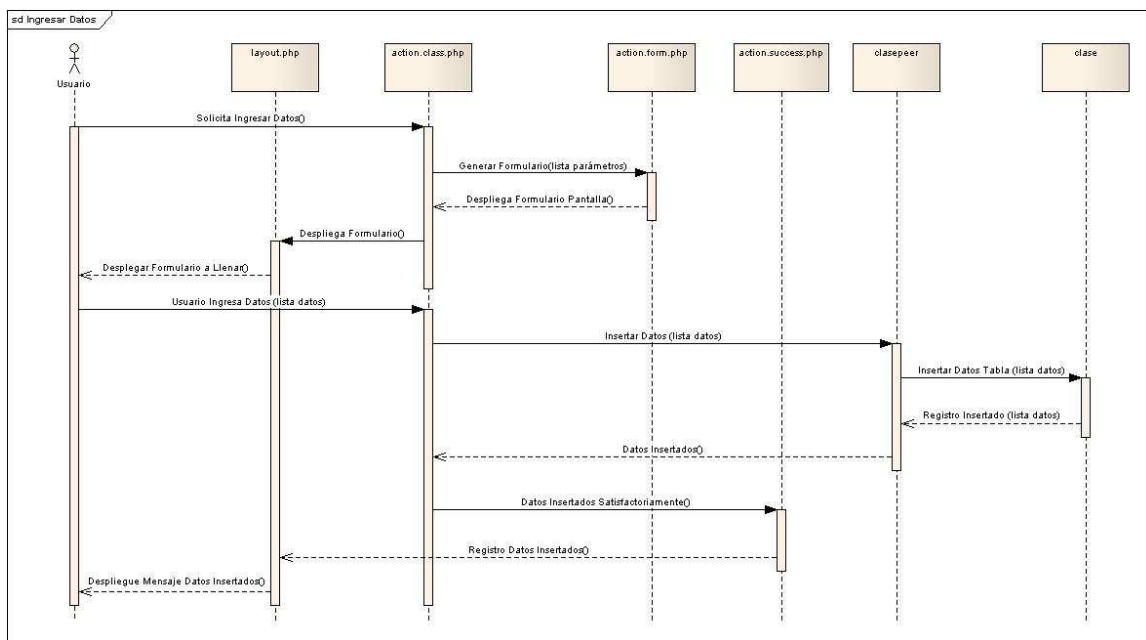 sd Ingresar Datos
Usuario
layout.php
action.class.php
action.form.php
action.success.php
clasepeer
clase
Solicita Ingresar Datos()
Generar Formulario(lista parámetros)
Despliega Formulario Pantalla()
Despliega Formulario()
Desplegar Formulario a Llenar()
Usuario Ingresa Datos (lista datos)
Insertar Datos (lista datos)
Insertar Datos Tabla (lista datos)
Registro Insertado (lista datos)
Datos Insertados()
Datos Insertados Satisfactoriamente()
Registro Datos Insertados()
Despliegue Mensaje Datos Insertados()